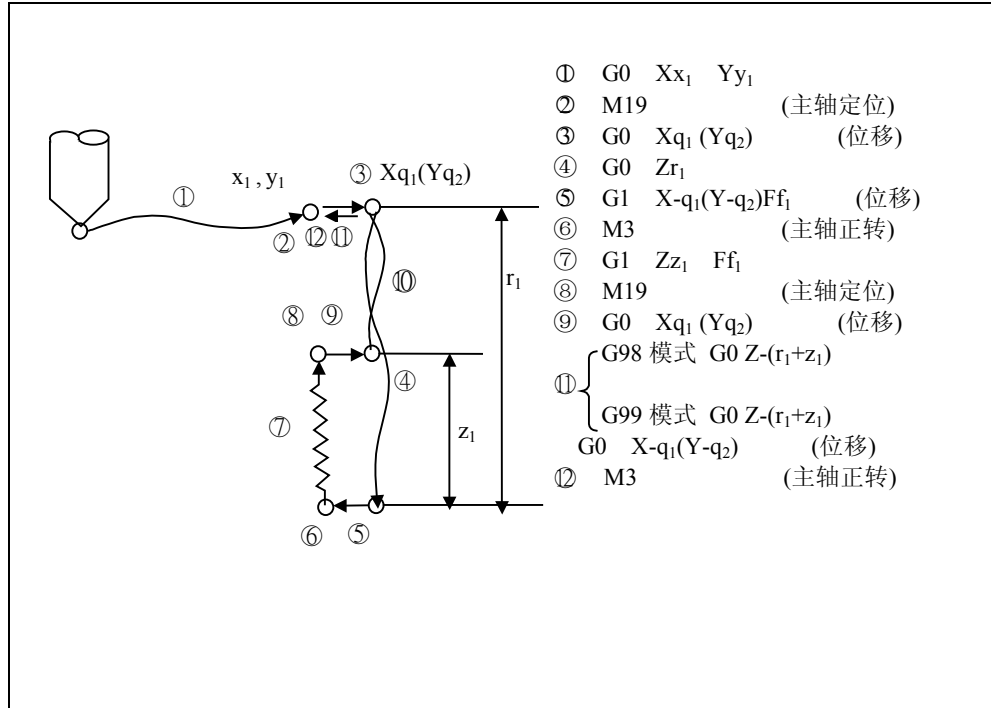 ① G0 Xx₁ Yy₁
② M19 (主轴定位)
③ G0 Xq₁ (Yq₂) (位移)
④ G0 Zr₁
⑤ G1 X-q₁(Y-q₂)Ff₁ (位移)
⑥ M3 (主轴正转)
⑦ G1 Zz₁ Ff₁
⑧ M19 (主轴定位)
⑨ G0 Xq₁ (Yq₂) (位移)
G98 模式 G0 Z-(r₁+z₁)
⑪
G99 模式 G0 Z-(r₁+z₁)
G0 X-q₁(Y-q₂) (位移)
⑫ M3 (主轴正转)
③ Xq₁(Yq₂)
x₁ , y₁
①
② ⑫ ⑪
⑩
r₁
⑧ ⑨
④
⑦
z₁
⑥ ⑤